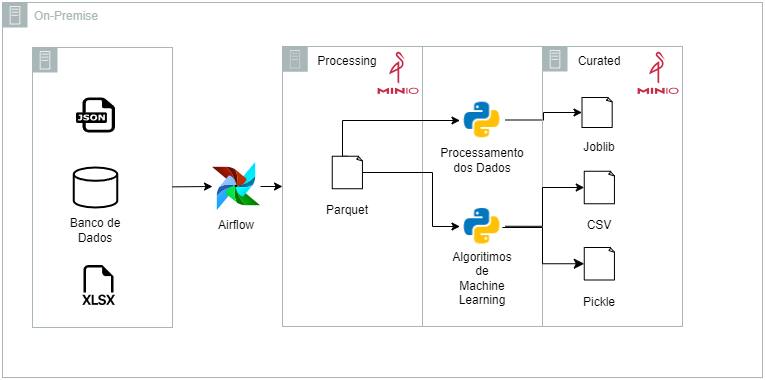 On-Premise
JSON
Banco de
Dados
XLSX
Airflow
Processing
MINIO
Parquet
Processamento
dos Dados
Algoritimos
de
Machine
Learning
Curated
MINIO
Joblib
CSV
Pickle